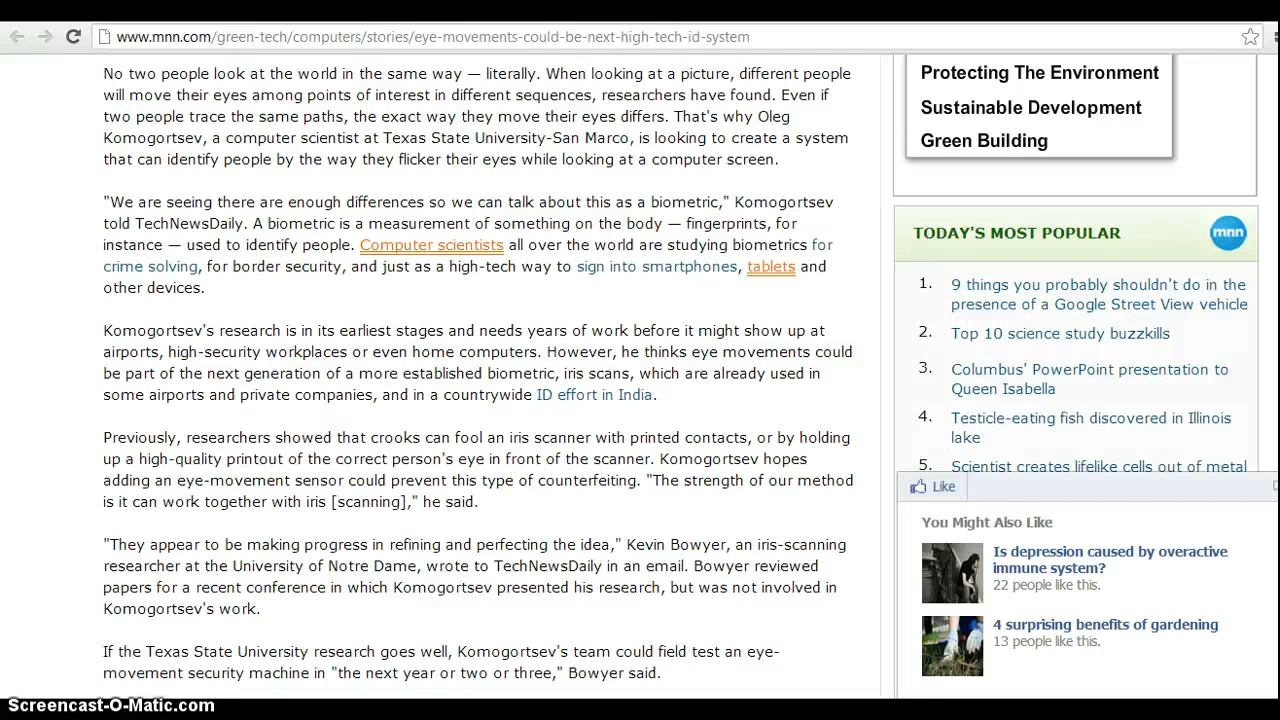 www.mnn.com/green-tech/computers/stories/eye-movements-could-be-next-high-tech-id-system
No two people look at the world in the same way — literally. When looking at a picture, different people
will move their eyes among points of interest in different sequences, researchers have found. Even if
two people trace the same paths, the exact way they move their eyes differs. That's why Oleg
Komogortsev, a computer scientist at Texas State University-San Marco, is looking to create a system
that can identify people by the way they flicker their eyes while looking at a computer screen.
"We are seeing there are enough differences so we can talk about this as a biometric," Komogortsev
told TechNewsDaily. A biometric is a measurement of something on the body — fingerprints, for
instance — used to identify people. Computer scientists all over the world are studying biometrics for
crime solving, for border security, and just as a high-tech way to sign into smartphones, tablets and
other devices.
Komogortsev's research is in its earliest stages and needs years of work before it might show up at
airports, high-security workplaces or even home computers. However, he thinks eye movements could
be part of the next generation of a more established biometric, iris scans, which are already used in
some airports and private companies, and in a countrywide ID effort in India.
Previously, researchers showed that crooks can fool an iris scanner with printed contacts, or by holding
up a high-quality printout of the correct person's eye in front of the scanner. Komogortsev hopes
adding an eye-movement sensor could prevent this type of counterfeiting. "The strength of our method
is it can work together with iris [scanning]," he said.
"They appear to be making progress in refining and perfecting the idea," Kevin Bowyer, an iris-scanning
researcher at the University of Notre Dame, wrote to TechNewsDaily in an email. Bowyer reviewed
papers for a recent conference in which Komogortsev presented his research, but was not involved in
Komogortsev's work.
If the Texas State University research goes well, Komogortsev's team could field test an eye-
movement security machine in "the next year or two or three," Bowyer said.
Protecting The Environment
Sustainable Development
Green Building
TODAY'S MOST POPULAR
mnn
1. 9 things you probably shouldn't do in the
presence of a Google Street View vehicle
2. Top 10 science study buzzkills
3. Columbus' PowerPoint presentation to
Queen Isabella
4. Testicle-eating fish discovered in Illinois
lake
5. Scientist creates lifelike cells out of metal
Like
You Might Also Like
Is depression caused by overactive
immune system?
22 people like this.
4 surprising benefits of gardening
13 people like this.
Screencast-O-Matic.com